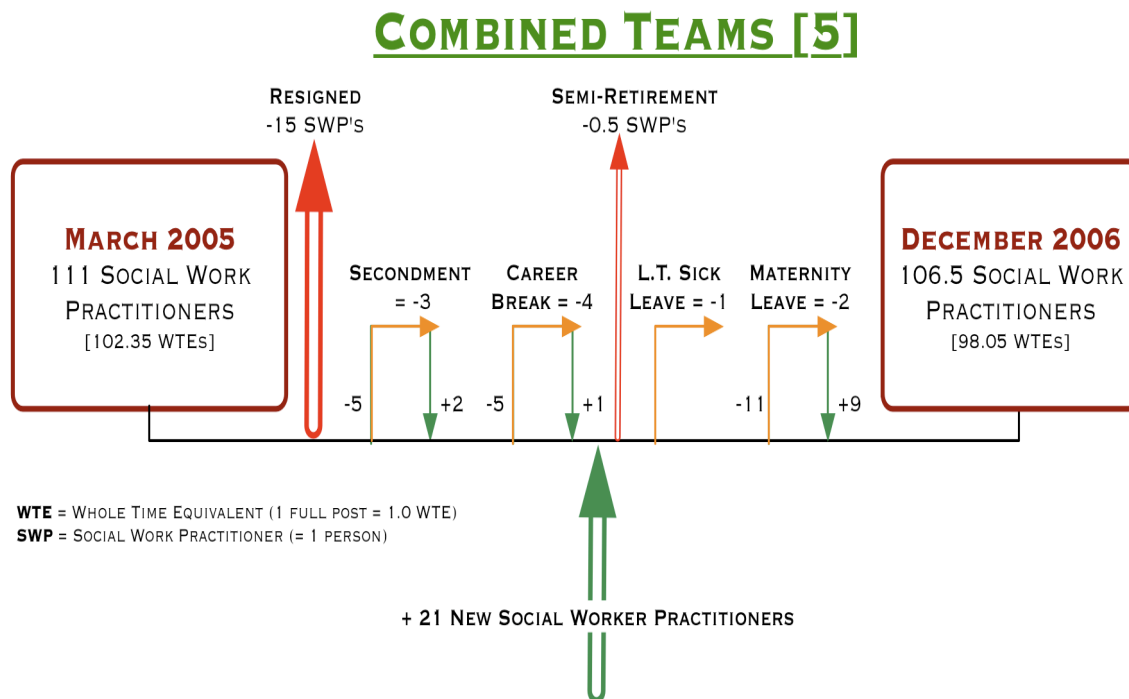 COMBINED TEAMS [5]
RESIGNED
-15 SWP'S
SEMI-RETIREMENT
-0.5 SWP'S
MARCH 2005
111 SOCIAL WORK
PRACTITIONERS
[102.35 WTES]
SECONDMENT
= -3
CAREER
BREAK = -4
L.T. SICK
LEAVE = -1
MATERNITY
LEAVE = -2
DECEMBER 2006
106.5 SOCIAL WORK
PRACTITIONERS
[98.05 WTES]
-5
+2
-5
+1
-11
+9
WTE = WHOLE TIME EQUIVALENT (1 FULL POST = 1.0 WTE)
SWP = SOCIAL WORK PRACTITIONER (= 1 PERSON)
+ 21 NEW SOCIAL WORKER PRACTITIONERS